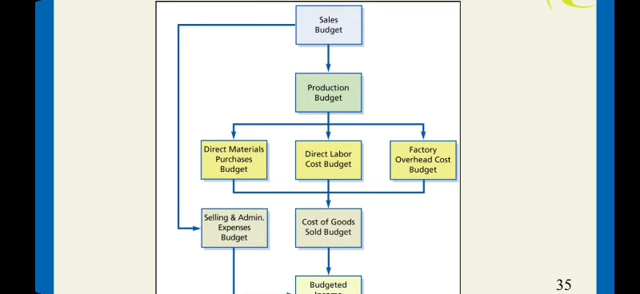 Sales
Budget
Production
Budget
Direct Materials
Purchases
Budget
Direct Labor
Cost Budget
Factory
Overhead Cost
Budget
Selling & Admin.
Expenses
Budget
Cost of Goods
Sold Budget
Budgeted
Income
35